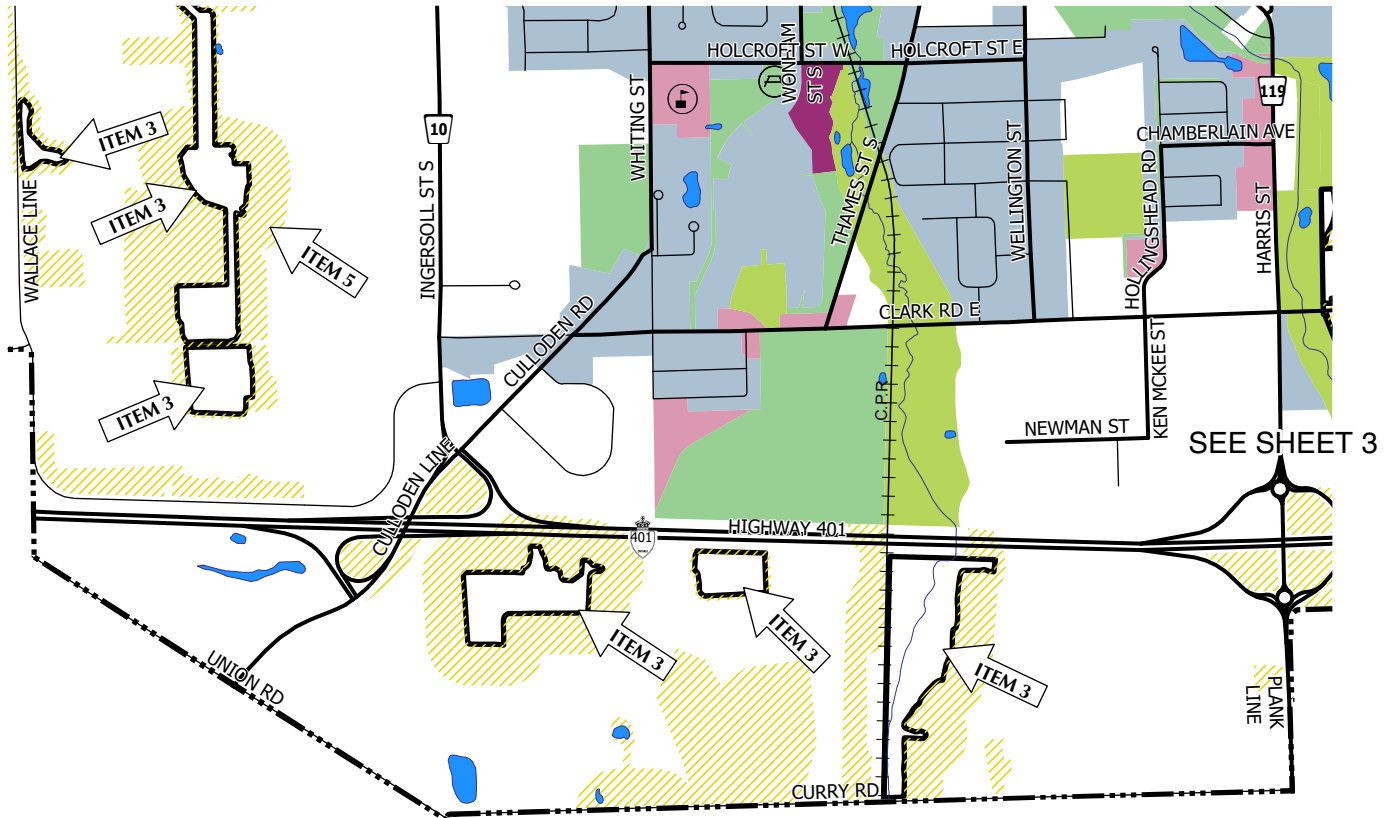 HOLCROFT ST W
HOLCROFT ST E
WONHAM
ST S
119
10
ITEM 3
WHITING ST
CHAMBERLAIN AVE
ITEM 3
WALLACE LINE
INGERSOLL ST S
THAMES ST S
WELLINGTON ST
HOLLINGSHEAD RD
HARRIS ST
ITEM 5
CLARK RD E
CULLODEN RD
ITEM 3
C.P.R.
KEN MCKEE ST
NEWMAN ST
SEE SHEET 3
CULLODEN LINE
HIGHWAY 401
401
ITEM 3
ITEM 3
ITEM 3
UNION RD
PLANK
LINE
CURRY RD